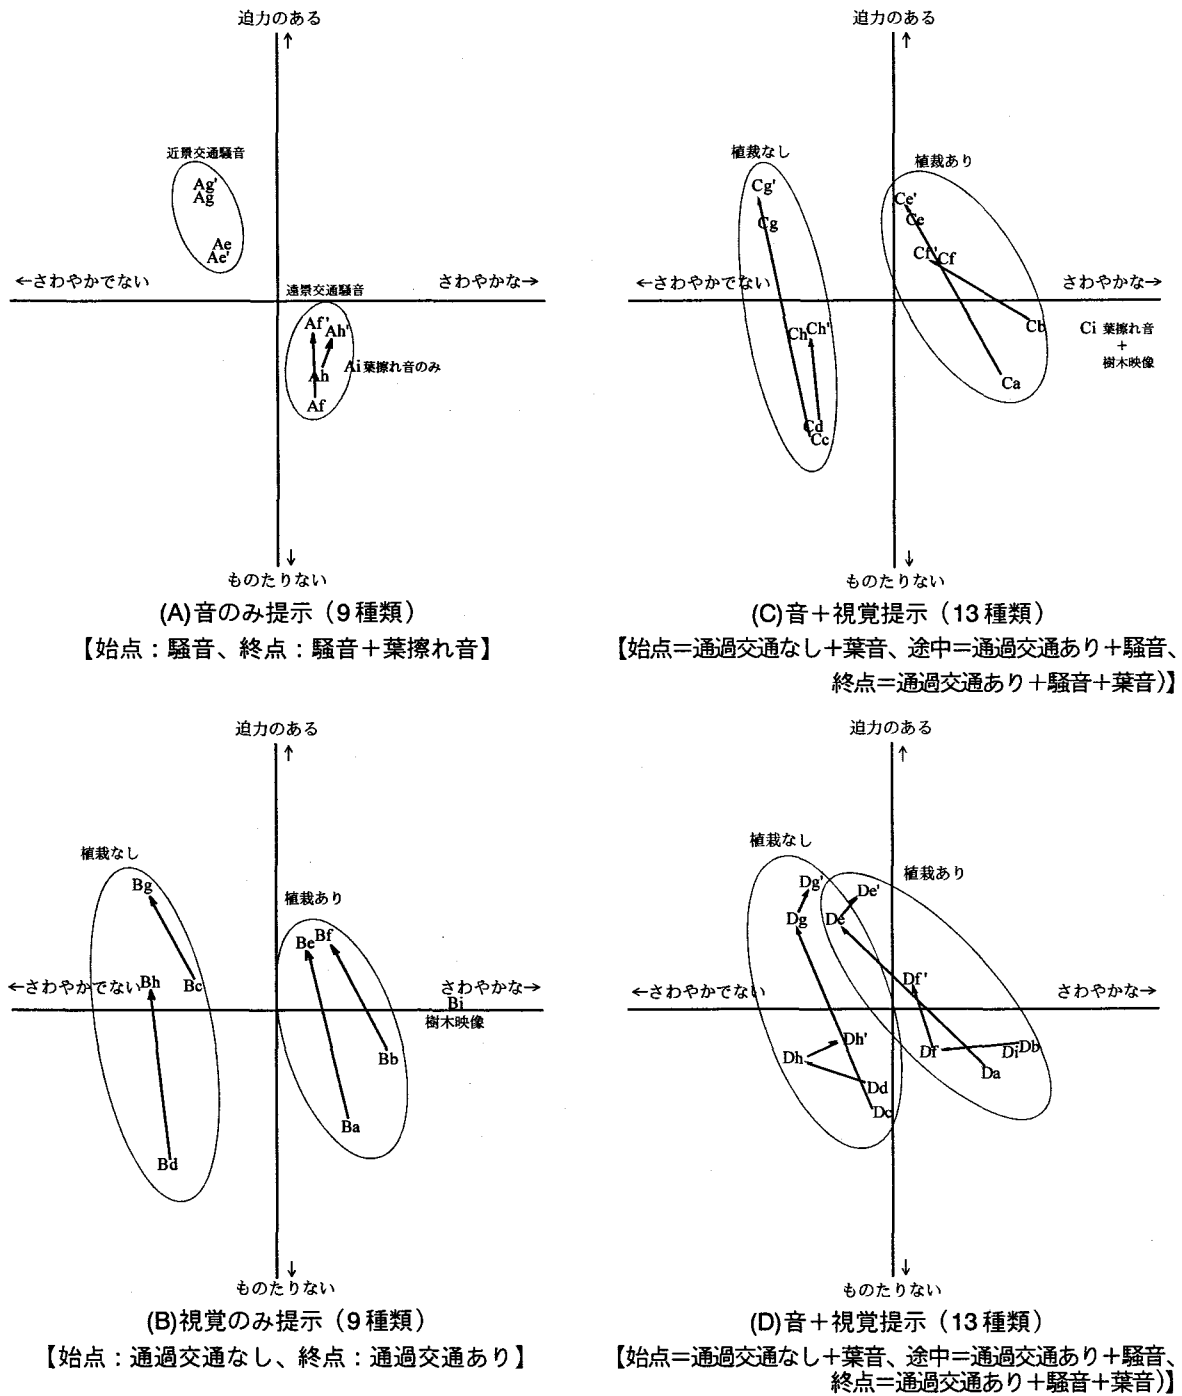 迫力のある
↑
近景交通騒音
Ag'
Ag
Ae
Ae'
←さわやかでない
さわやかな→
遠景交通騒音
Af' Ah'
Ai 葉擦れ音のみ
Ah
Af
↓
ものたりない
(A)音のみ提示（9種類）
【始点：騒音、終点：騒音＋葉擦れ音】
迫力のある
↑
植栽なし
植栽あり
Cg'
Cg
Ce'
Ce
Cf' Cf
←さわやかでない
さわやかな→
Ch Ch'
Cb
Ci 葉擦れ音
＋
樹木映像
Ca
Cd
Cc
↓
ものたりない
(C)音＋視覚提示（13種類）
【始点＝通過交通なし＋葉音、途中＝通過交通あり＋騒音、
終点＝通過交通あり＋騒音＋葉音）】
迫力のある
↑
植栽なし
Bg
植栽あり
Be Bf
Bh
Bc
←さわやかでない
さわやかな→
Bi
樹木映像
Bb
Ba
Bd
↓
ものたりない
(B)視覚のみ提示（9種類）
【始点：通過交通なし、終点：通過交通あり】
迫力のある
↑
植栽なし
植栽あり
Dg'
De'
Dg
De
Df'
←さわやかでない
さわやかな→
Dh'
Dh
Df
Di Db
Da
Dd
Dc
↓
ものたりない
(D)音＋視覚提示（13種類）
【始点＝通過交通なし＋葉音、途中＝通過交通あり＋騒音、
終点＝通過交通あり＋騒音＋葉音）】